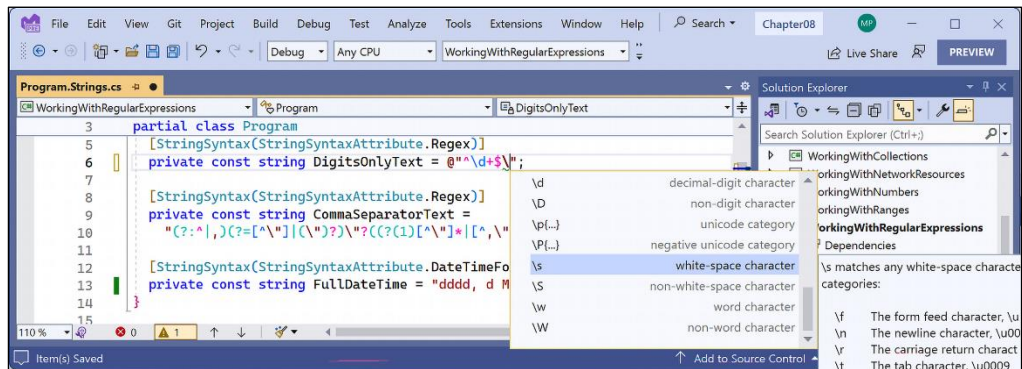 File Edit View Git Project Build Debug Test Analyze Tools Extensions Window Help Search Chapter08 MP
Debug Any CPU WorkingWithRegularExpressions Live Share PREVIEW
Program.Strings.cs
WorkingWithRegularExpressions Program DigitsOnlyText
3 partial class Program
5 [StringSyntax(StringSyntaxAttribute.Regex)]
6 private const string DigitsOnlyText = @"^\d+$\";
7
8 [StringSyntax(StringSyntaxAttribute.Regex)]
9 private const string CommaSeparatorText =
10 "(?:^|,)(?=[^\"]|(\")?)\"?((?(1)[^\"]*|[^,\"
11
12 [StringSyntax(StringSyntaxAttribute.DateTimeFo
13 private const string FullDateTime = "dddd, d M
14 }
15
\d decimal-digit character
\D non-digit character
\p{...} unicode category
\P{...} negative unicode category
\s white-space character
\S non-white-space character
\w word character
\W non-word character
Solution Explorer
Search Solution Explorer (Ctrl+;)
WorkingWithCollections
orkingWithNetworkResources
orkingWithNumbers
orkingWithRanges
orkingWithRegularExpressions
Dependencies
\s matches any white-space characte
categories:
\f The form feed character, \u
\n The newline character, \u00
\r The carriage return charact
\t The tab character, \u0009
110 % 0 1
Item(s) Saved Add to Source Control